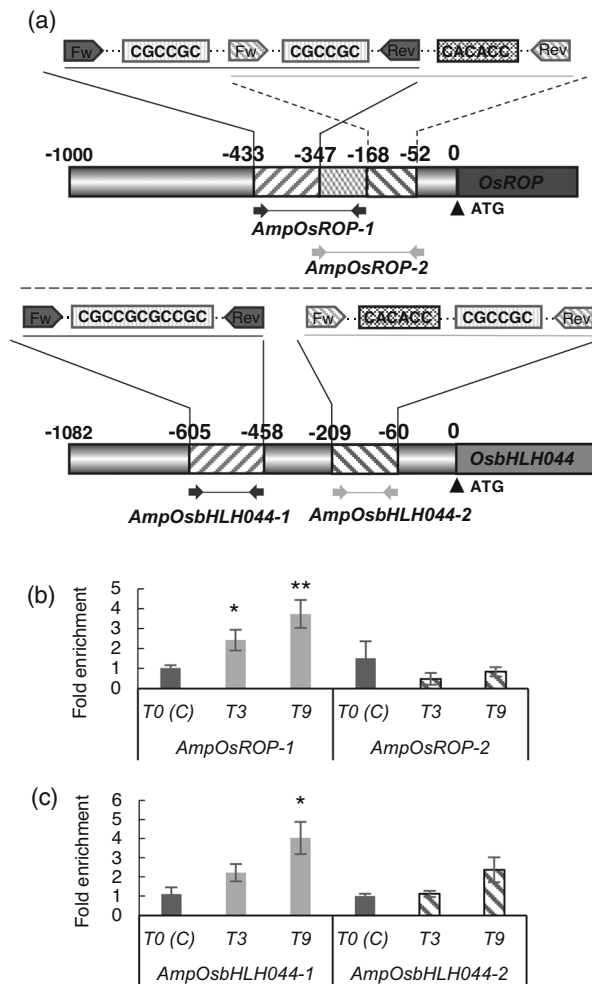 (a)
Fw CGCCGC Fw CGCCGC Rev CACACC Rev
-1000 -433 -347 -168 -52 0
OsROP
ATG
AmpOsROP-1
AmpOsROP-2
Fw CGCCGCGCCGC Rev Fw CACACC CGCCGC Rev
-1082 -605 -458 -209 -60 0
OsbHLH044
ATG
AmpOsbHLH044-1 AmpOsbHLH044-2
(b)
Fold enrichment
5
4
3
2
1
0
* **
T0 (C) T3 T9 T0 (C) T3 T9
AmpOsROP-1 AmpOsROP-2
(c)
Fold enrichment
6
5
4
3
2
1
0
*
T0 (C) T3 T9 T0 (C) T3 T9
AmpOsbHLH044-1 AmpOsbHLH044-2